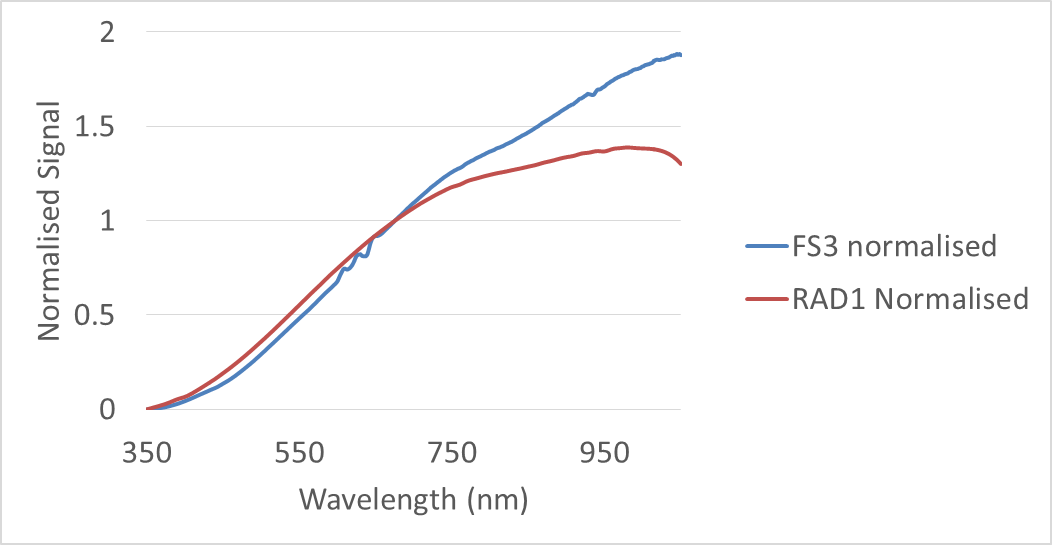 2
1.5
1
0.5
0
Normalised Signal
350 550 750 950
Wavelength (nm)
FS3 normalised
RAD1 Normalised